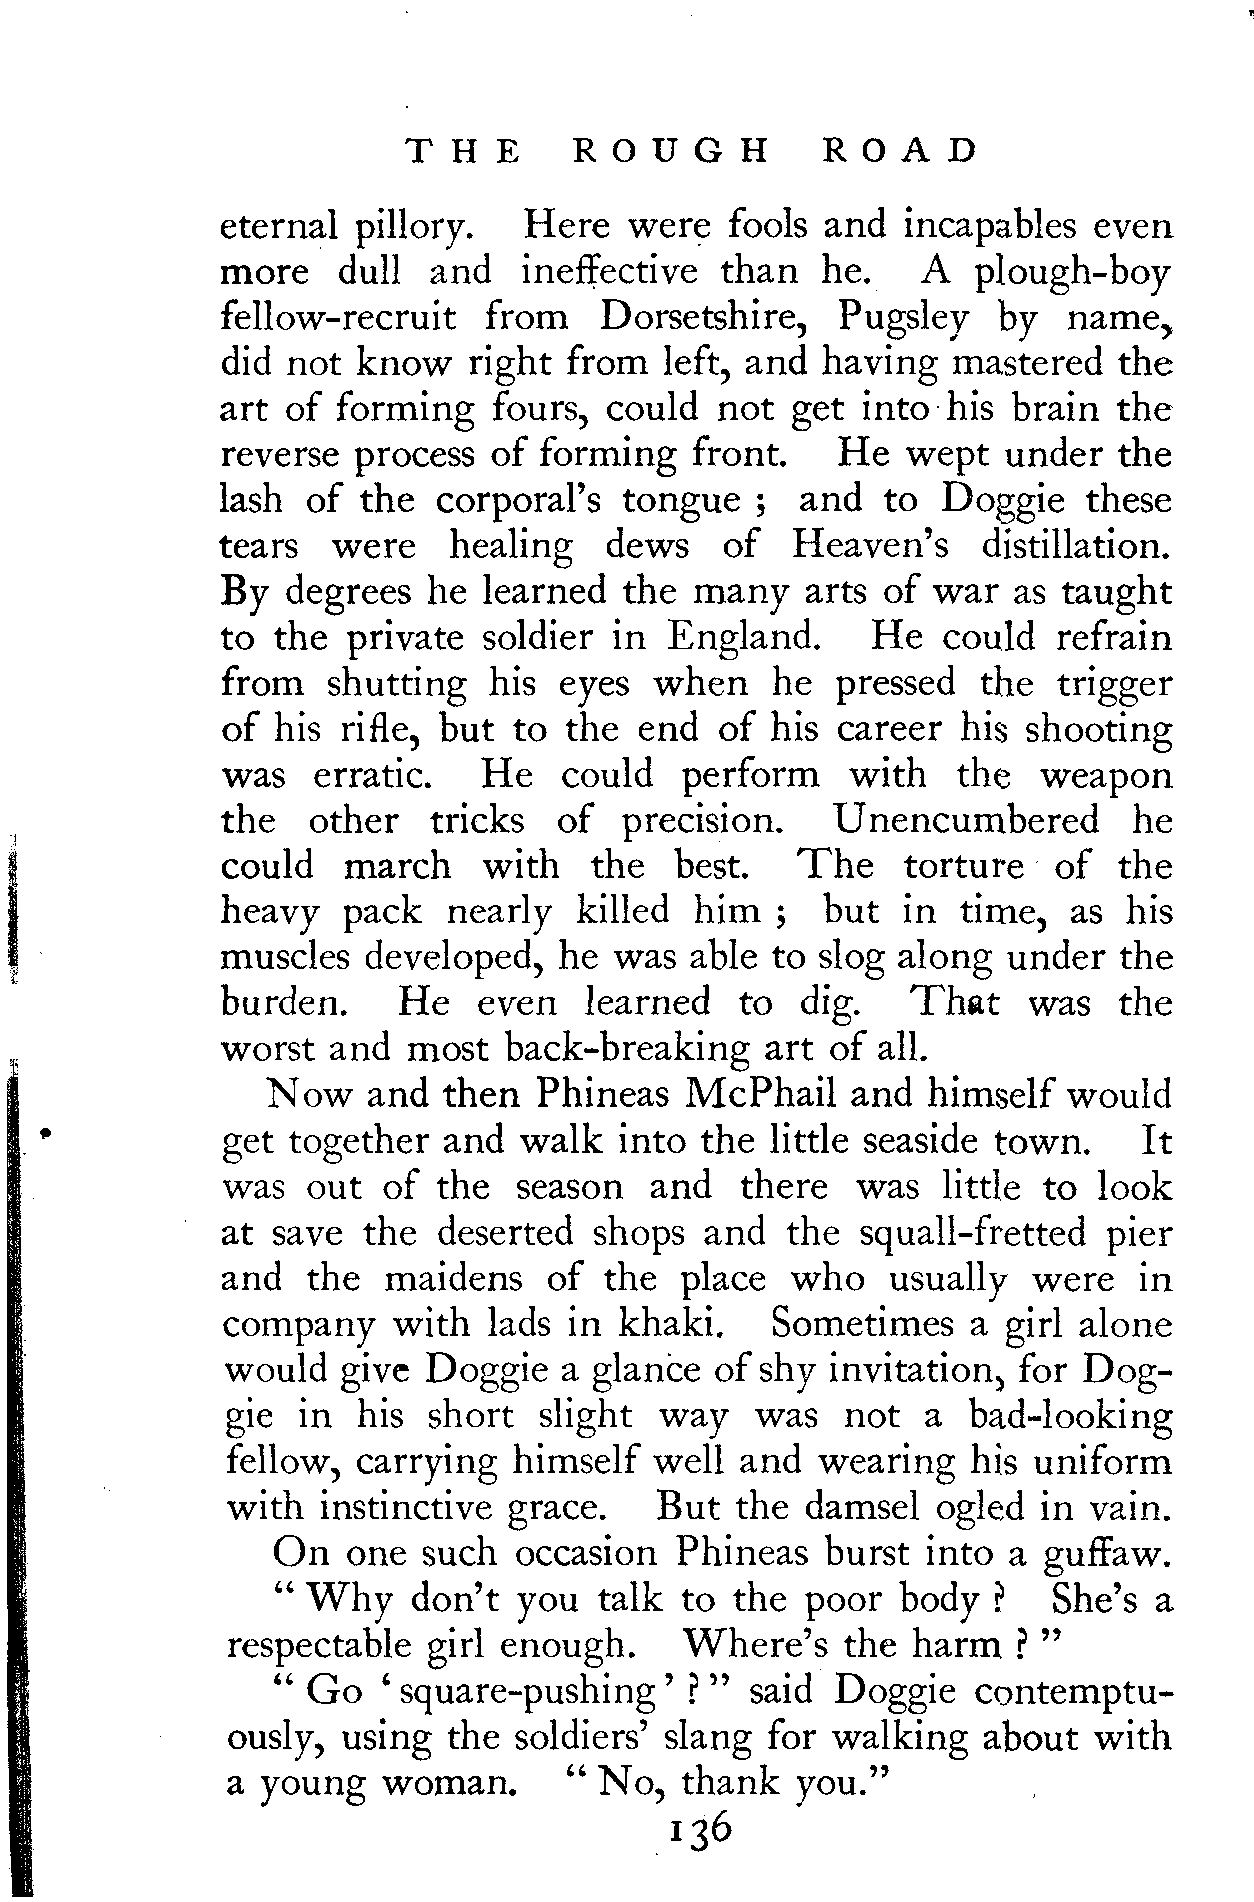 THE ROUGH ROAD
eternal pillory. Here were fools and incapables even
more dull and ineffective than he. A plough-boy
fellow-recruit from Dorsetshire, Pugsley by name,
did not know right from left, and having mastered the
art of forming fours, could not get into his brain the
reverse process of forming front. He wept under the
lash of the corporal's tongue ; and to Doggie these
tears were healing dews of Heaven's distillation.
By degrees he learned the many arts of war as taught
to the private soldier in England. He could refrain
from shutting his eyes when he pressed the trigger
of his rifle, but to the end of his career his shooting
was erratic. He could perform with the weapon
the other tricks of precision. Unencumbered he
could march with the best. The torture of the
heavy pack nearly killed him ; but in time, as his
muscles developed, he was able to slog along under the
burden. He even learned to dig. That was the
worst and most back-breaking art of all.
Now and then Phineas McPhail and himself would
get together and walk into the little seaside town. It
was out of the season and there was little to look
at save the deserted shops and the squall-fretted pier
and the maidens of the place who usually were in
company with lads in khaki. Sometimes a girl alone
would give Doggie a glance of shy invitation, for Dog-
gie in his short slight way was not a bad-looking
fellow, carrying himself well and wearing his uniform
with instinctive grace. But the damsel ogled in vain.
On one such occasion Phineas burst into a guffaw.
“ Why don't you talk to the poor body ? She's a
respectable girl enough. Where's the harm ? ”
“ Go ‘ square-pushing ’ ? ” said Doggie contemptu-
ously, using the soldiers' slang for walking about with
a young woman. “ No, thank you.”
136